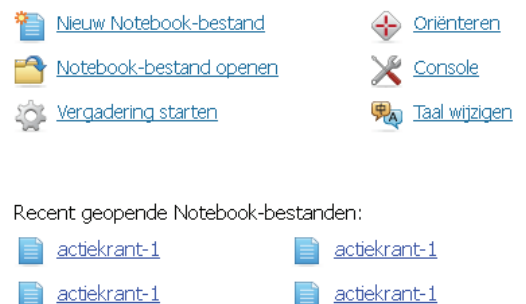 Nieuw Notebook-bestand
Oriënteren
Notebook-bestand openen
Console
Vergadering starten
Taal wijzigen
Recent geopende Notebook-bestanden:
actiekrant-1
actiekrant-1
actiekrant-1
actiekrant-1